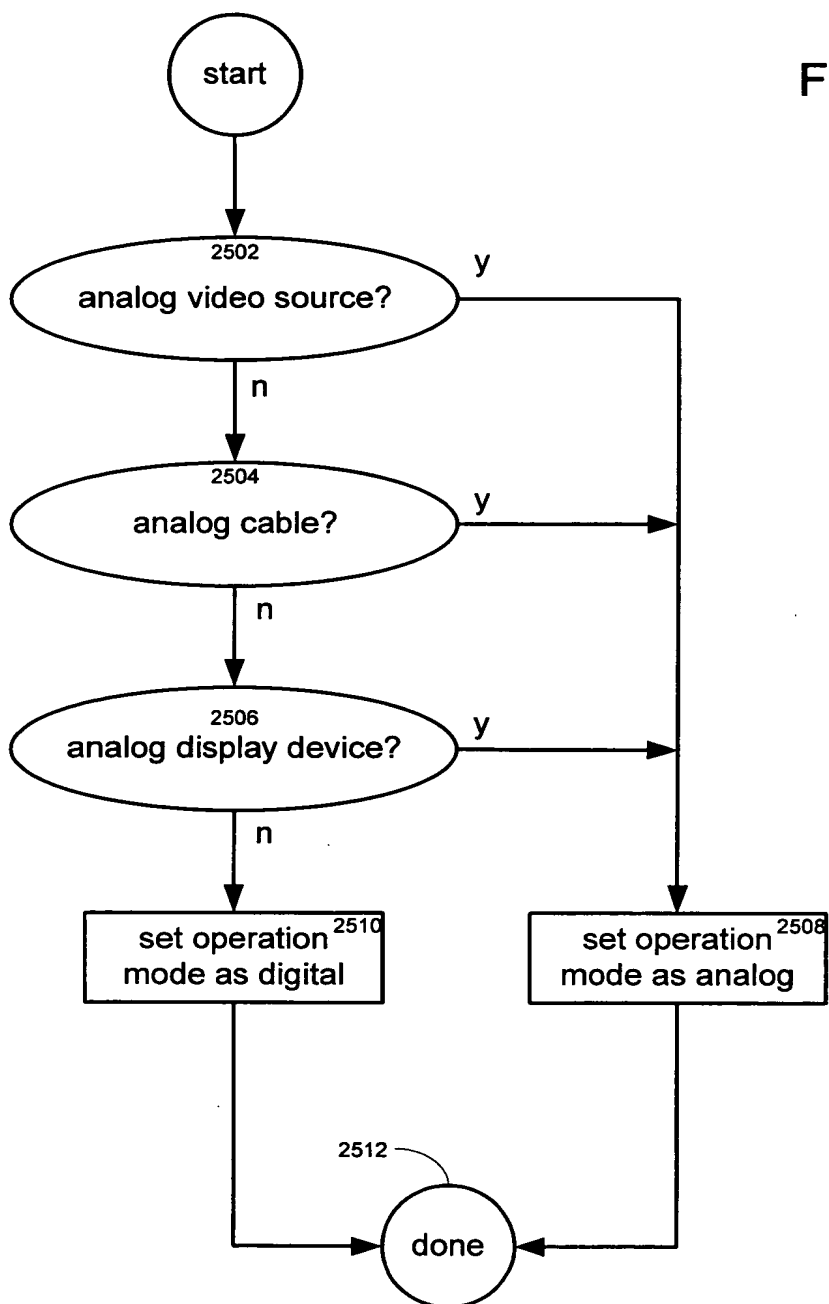 start
F
2502
analog video source?
y
n
2504
analog cable?
y
n
2506
analog display device?
y
n
set operation 2510
mode as digital
set operation 2508
mode as analog
2512
done